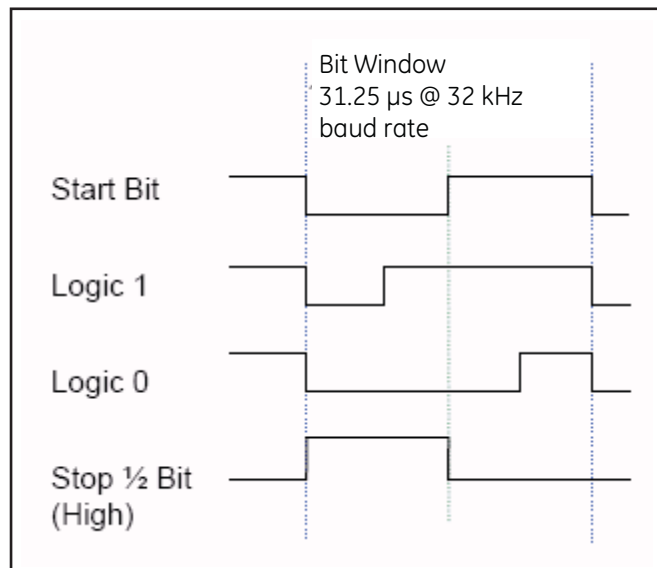 Bit Window
31.25 µs @ 32 kHz
baud rate
Start Bit
Logic 1
Logic 0
Stop ½ Bit
(High)